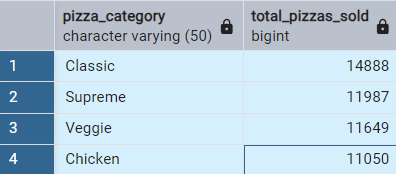 pizza_category total_pizzas_sold
character varying (50) bigint
1 Classic 14888
2 Supreme 11987
3 Veggie 11649
4 Chicken 11050